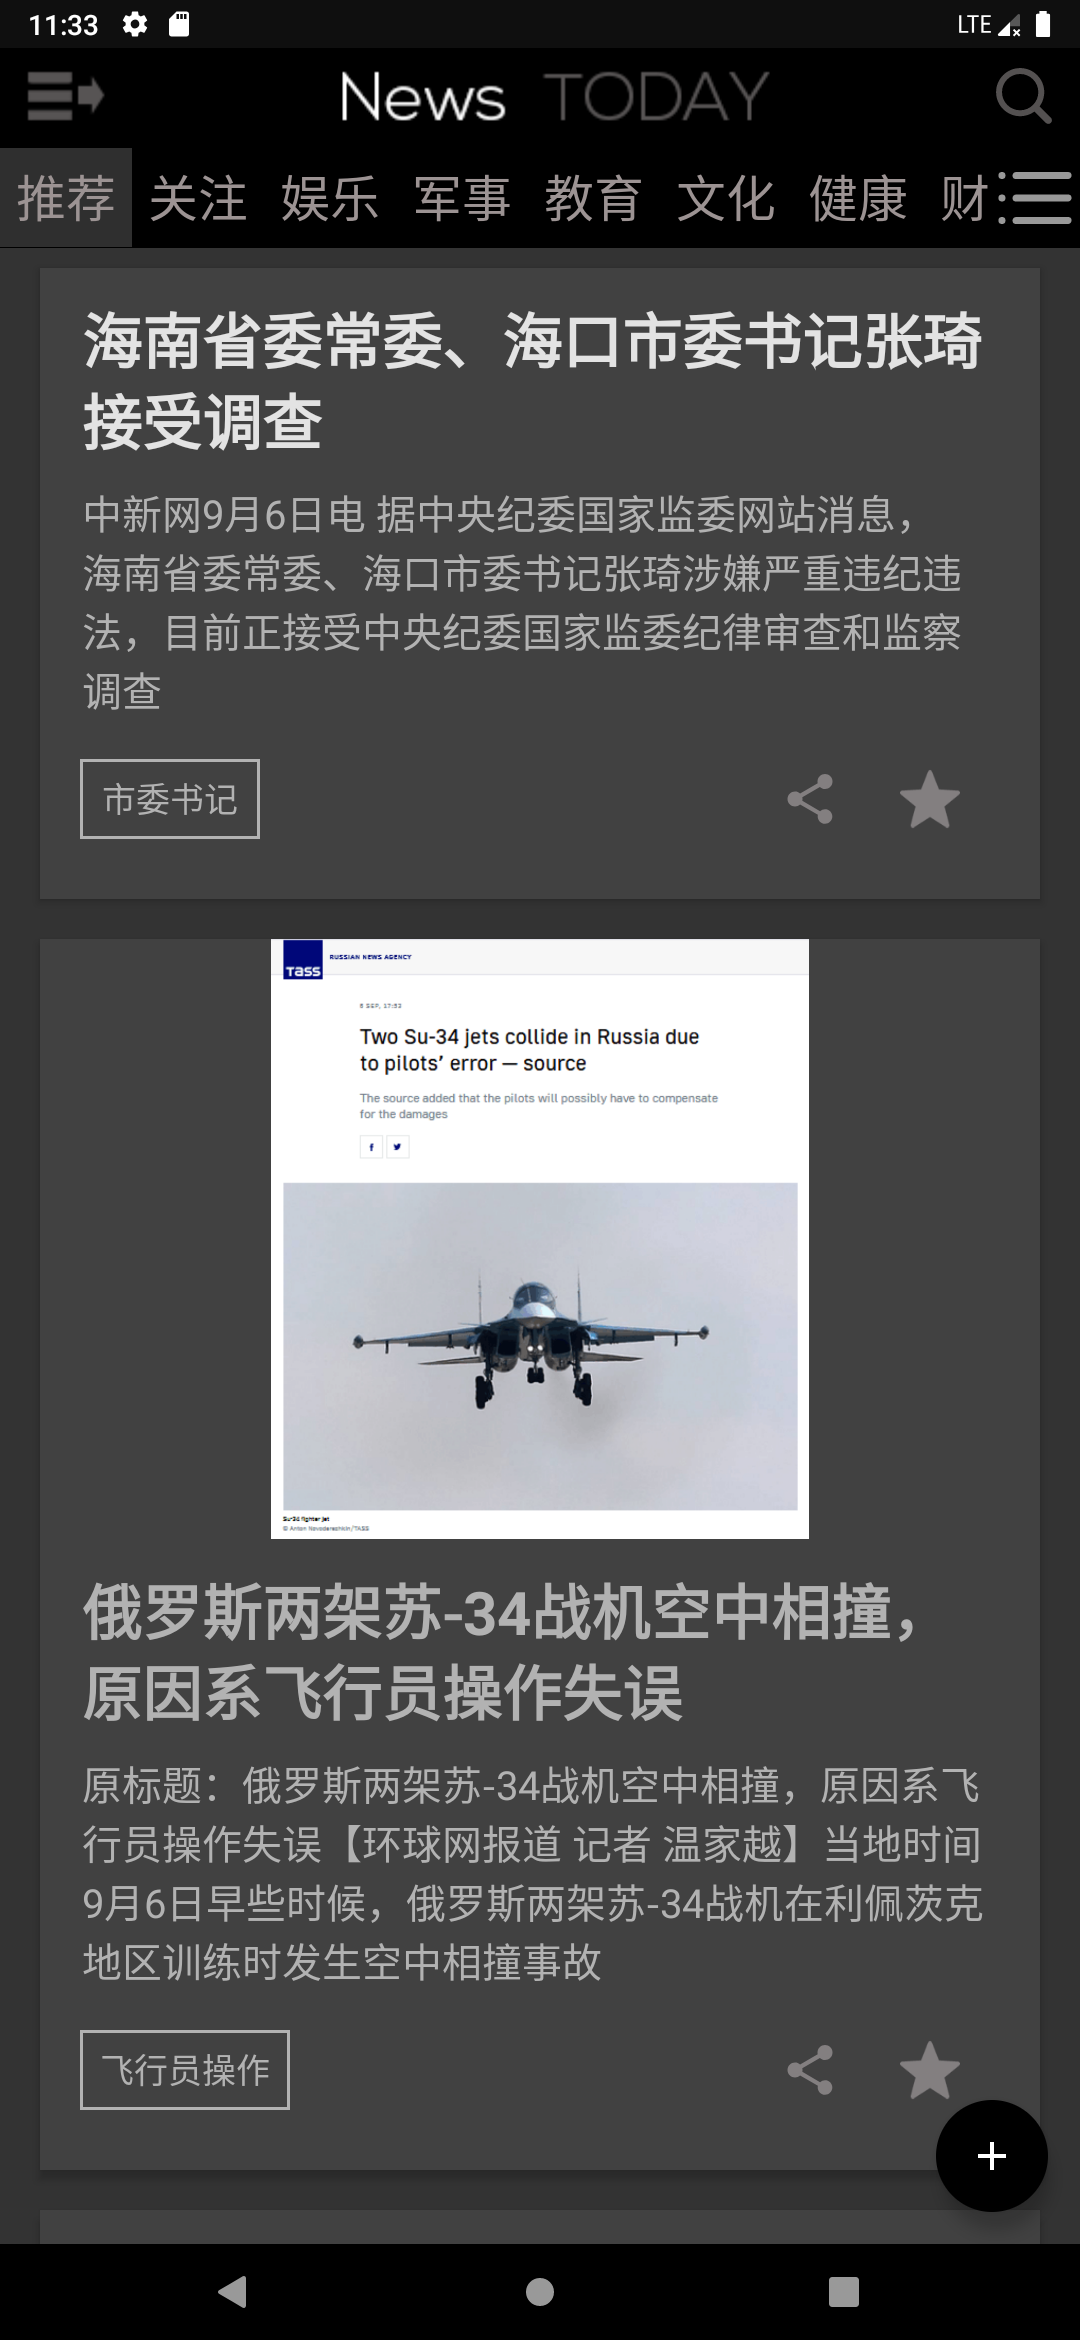 11:33
LTE
News TODAY
推荐 关注 娱乐 军事 教育 文化 健康 财
海南省委常委、海口市委书记张琦
接受调查
中新网9月6日电 据中央纪委国家监委网站消息，
海南省委常委、海口市委书记张琦涉嫌严重违纪违
法，目前正接受中央纪委国家监委纪律审查和监察
调查
市委书记
TASS
RUSSIAN NEWS AGENCY
6 SEP, 17:53
Two Su-34 jets collide in Russia due
to pilots’ error — source
The source added that the pilots will possibly have to compensate
for the damages
Su-34 fighter jet
© Anton Novoderezhkin/TASS
俄罗斯两架苏-34战机空中相撞，
原因系飞行员操作失误
原标题：俄罗斯两架苏-34战机空中相撞，原因系飞
行员操作失误【环球网报道 记者 温家越】当地时间
9月6日早些时候，俄罗斯两架苏-34战机在利佩茨克
地区训练时发生空中相撞事故
飞行员操作